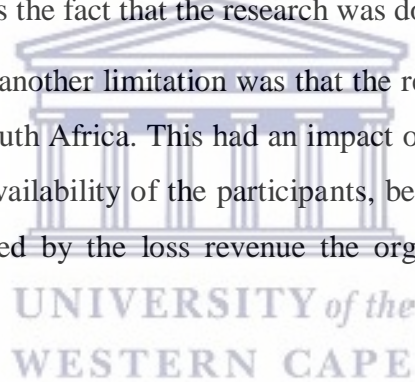 s the fact that the research was do
another limitation was that the re
uth Africa. This had an impact o
vailability of the participants, be
ed by the loss revenue the org
UNIVERSITY of the
WESTERN CAPE